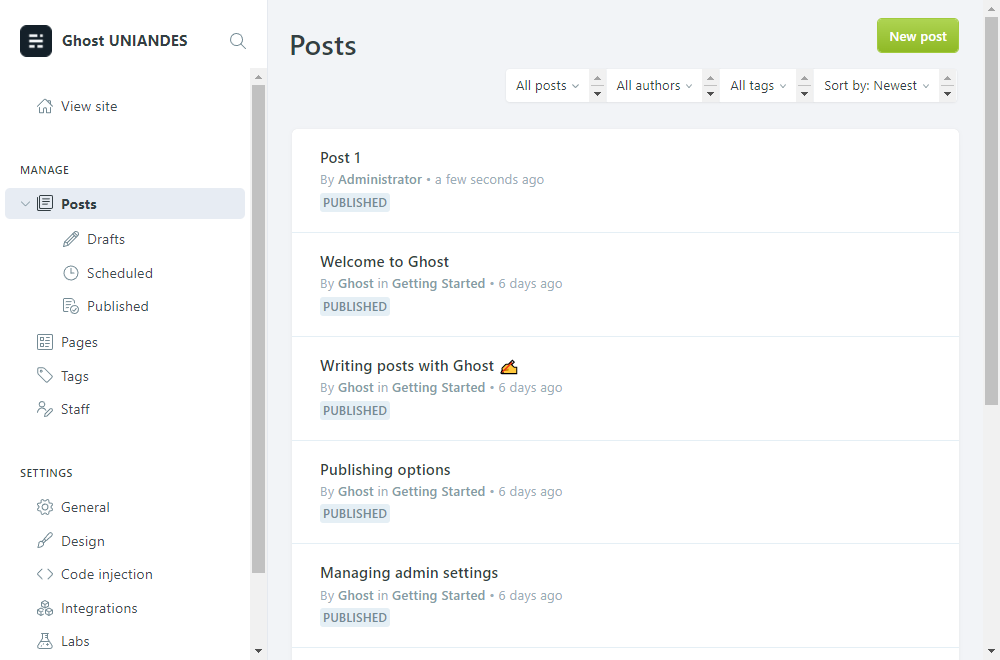 Ghost UNIANDES
View site
MANAGE
Posts
Drafts
Scheduled
Published
Pages
Tags
Staff
SETTINGS
General
Design
Code injection
Integrations
Labs
Posts
New post
All posts
All authors
All tags
Sort by: Newest
Post 1
By Administrator • a few seconds ago
PUBLISHED
Welcome to Ghost
By Ghost in Getting Started • 6 days ago
PUBLISHED
Writing posts with Ghost ✍
By Ghost in Getting Started • 6 days ago
PUBLISHED
Publishing options
By Ghost in Getting Started • 6 days ago
PUBLISHED
Managing admin settings
By Ghost in Getting Started • 6 days ago
PUBLISHED